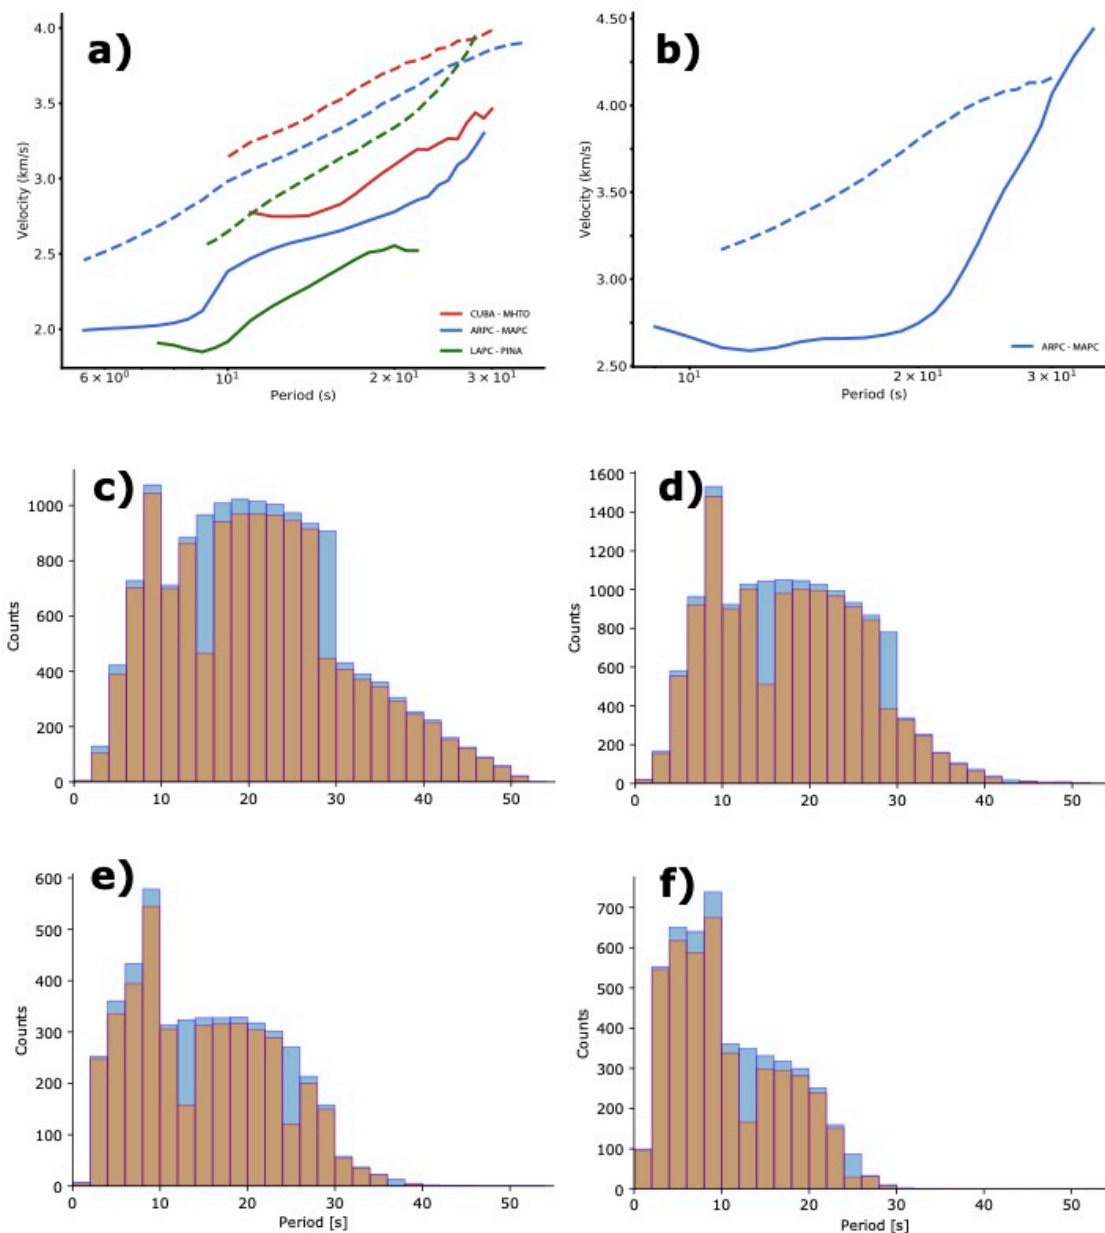 a)
4.0
3.5
3.0
2.5
2.0
Velocity (km/s)
CUBA - MHTO
ARPC - MAPC
LAPC - PINA
6 × 10⁰ 10¹ 2 × 10¹ 3 × 10¹
Period (s)
b)
4.50
4.00
3.50
3.00
2.50
Velocity (km/s)
ARPC - MAPC
10¹ 2 × 10¹ 3 × 10¹
Period (s)
c)
1000
800
600
400
200
0
Counts
0 10 20 30 40 50
d)
1600
1400
1200
1000
800
600
400
200
0
Counts
0 10 20 30 40 50
e)
600
500
400
300
200
100
0
Counts
0 10 20 30 40 50
Period [s]
f)
700
600
500
400
300
200
100
0
Counts
0 10 20 30 40 50
Period [s]